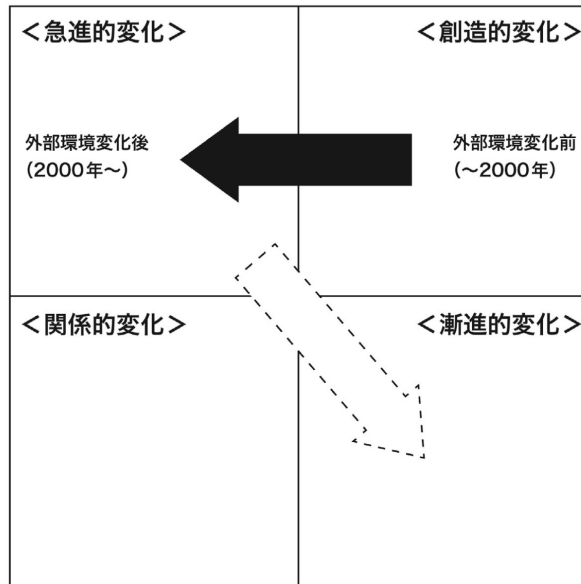 ＜急進的変化＞
＜創造的変化＞
外部環境変化後
（2000年～）
外部環境変化前
（～2000年）
＜関係的変化＞
＜漸進的変化＞